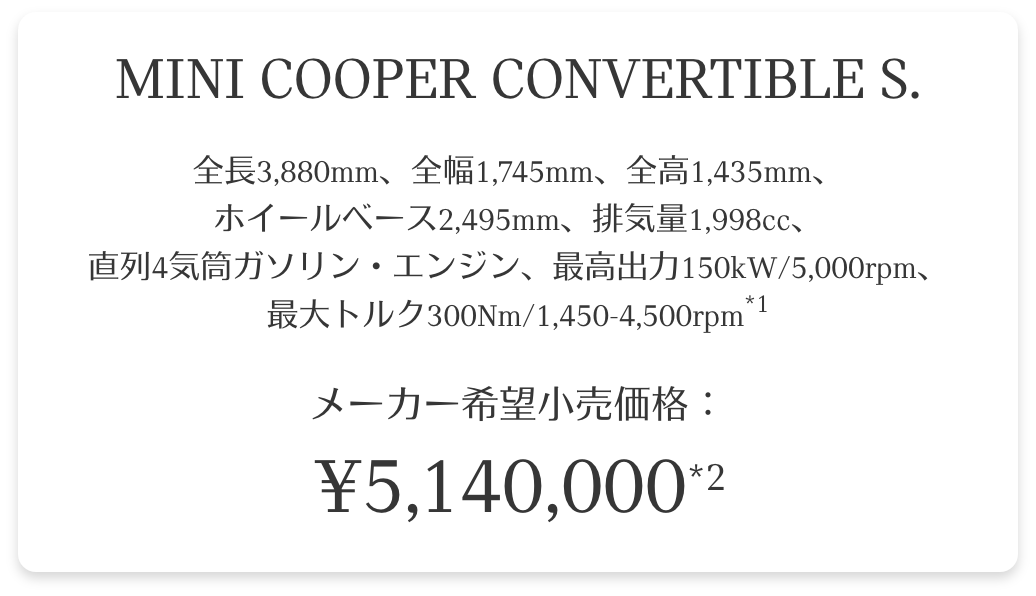 MINI COOPER CONVERTIBLE S.
全長3,880mm、全幅1,745mm、全高1,435mm、
ホイールベース2,495mm、排気量1,998cc、
直列4気筒ガソリン・エンジン、最高出力150kW/5,000rpm、
最大トルク300Nm/1,450-4,500rpm*1
メーカー希望小売価格：
¥5,140,000*2